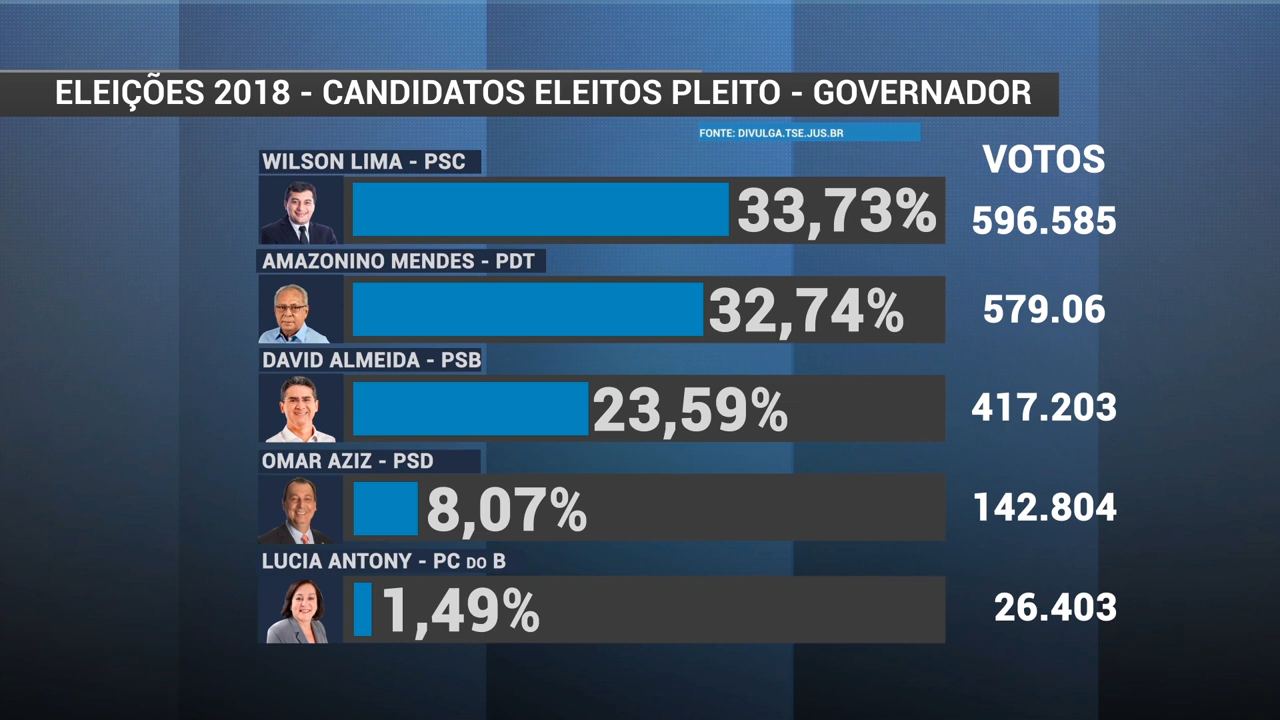 ELEIÇÕES 2018 - CANDIDATOS ELEITOS PLEITO - GOVERNADOR
FONTE: DIVULGA.TSE.JUS.BR
VOTOS
WILSON LIMA - PSC
33,73%
596.585
AMAZONINO MENDES - PDT
32,74%
579.06
DAVID ALMEIDA - PSB
23,59%
417.203
OMAR AZIZ - PSD
8,07%
142.804
LUCIA ANTONY - PC DO B
1,49%
26.403